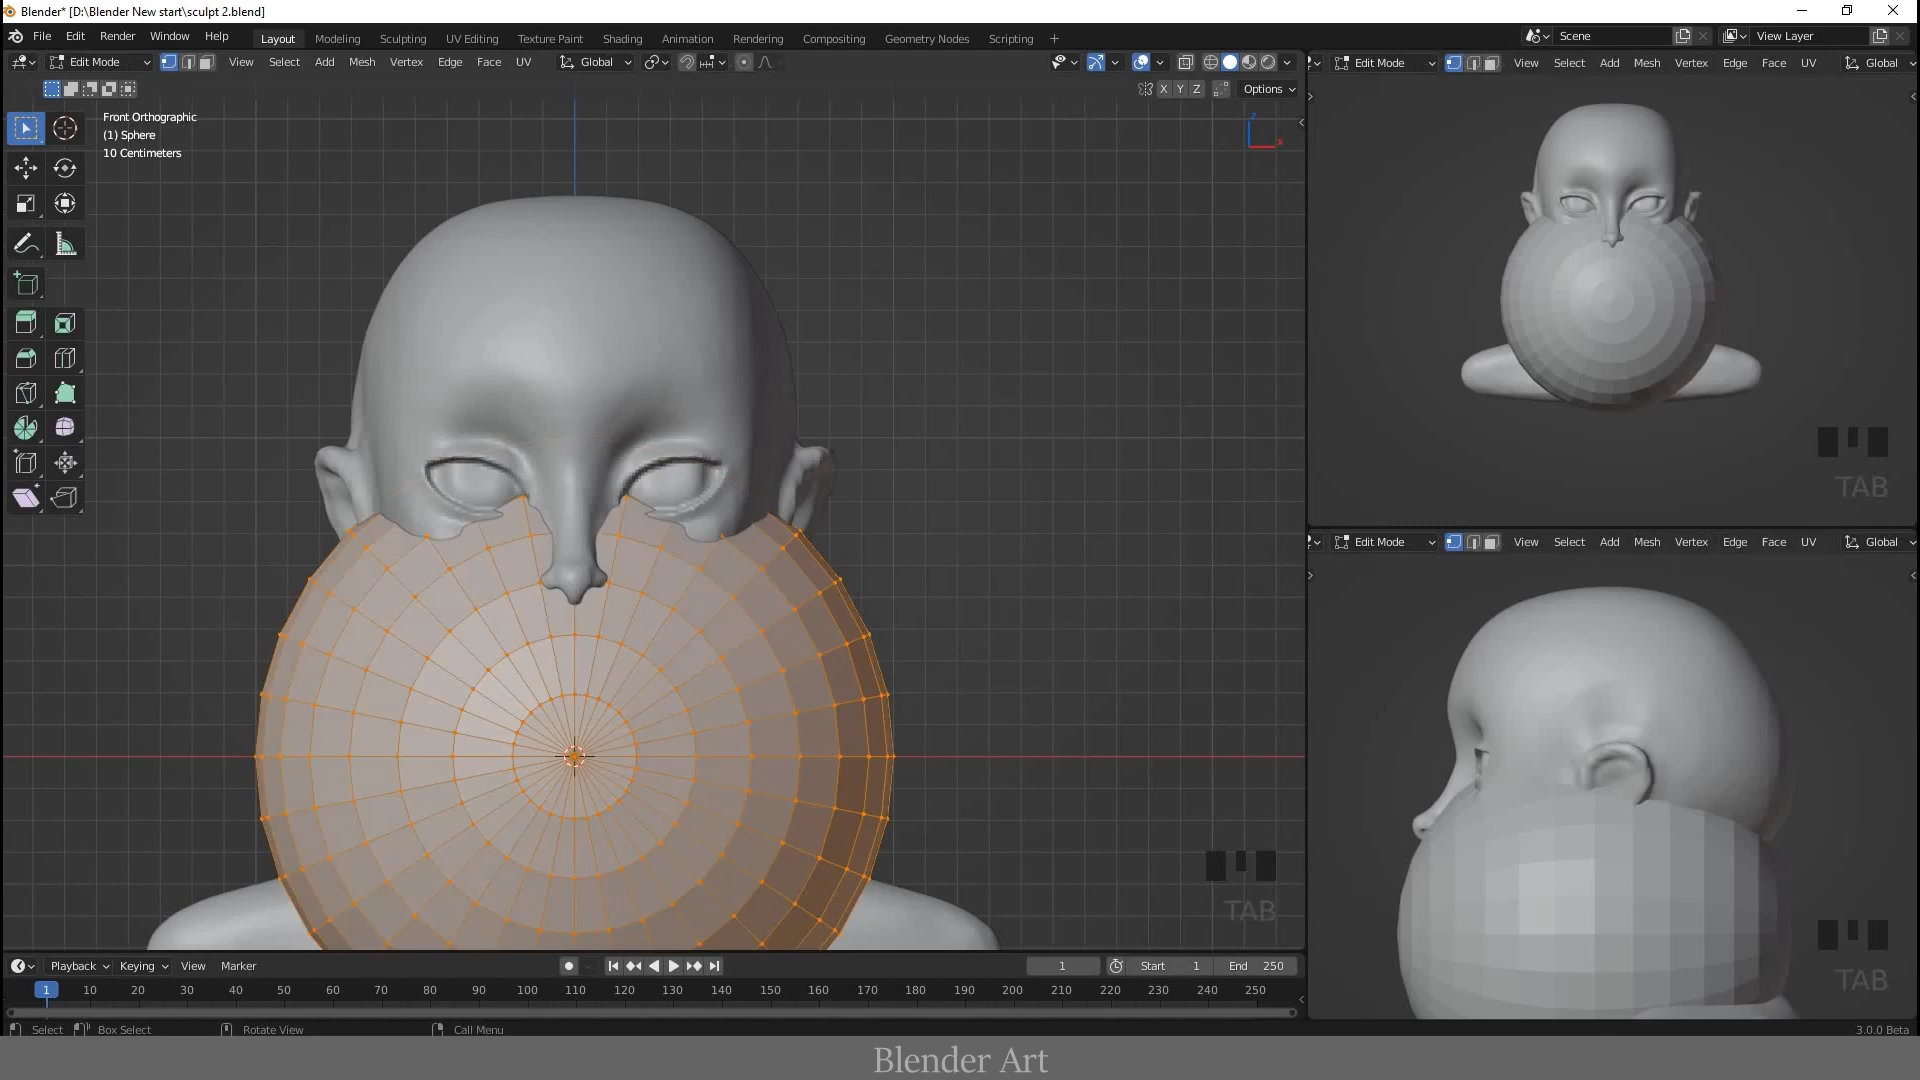 Blender* [D:\Blender New start\sculpt 2.blend]
File Edit Render Window Help Layout Modeling Sculpting UV Editing Texture Paint Shading Animation Rendering Compositing Geometry Nodes Scripting + Scene View Layer
Edit Mode View Select Add Mesh Vertex Edge Face UV Global
Edit Mode View Select Add Mesh Vertex Edge Face UV Global
X Y Z Options
Front Orthographic
(1) Sphere
10 Centimeters
Z
X
TAB
Edit Mode View Select Add Mesh Vertex Edge Face UV Global
TAB
TAB
Playback Keying View Marker 1 Start 1 End 250
1 10 20 30 40 50 60 70 80 90 100 110 120 130 140 150 160 170 180 190 200 210 220 230 240 250
Select Box Select Rotate View Call Menu 3.0.0 Beta
Blender Art